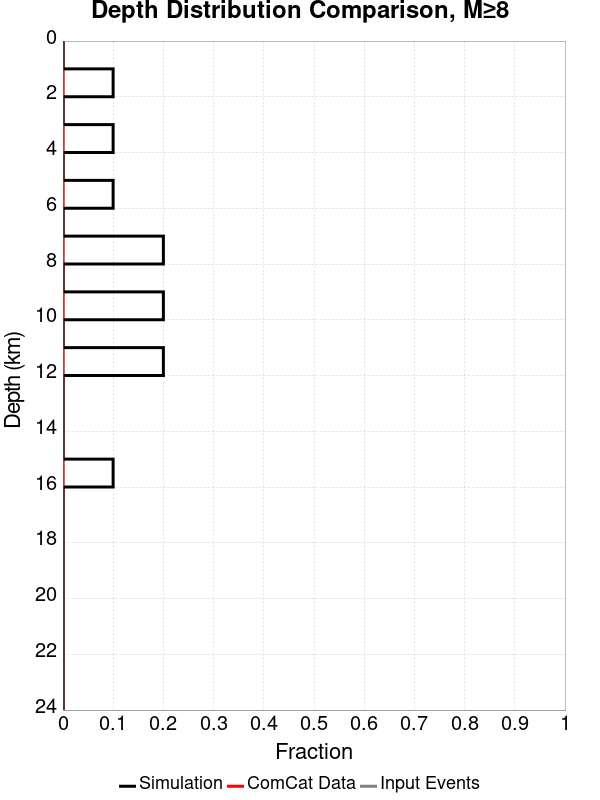 Depth Distribution Comparison, M≥8
0
2
4
6
8
10
12
14
16
18
20
22
24
Depth (km)
0 0.1 0.2 0.3 0.4 0.5 0.6 0.7 0.8 0.9 1
Fraction
Simulation ComCat Data Input Events